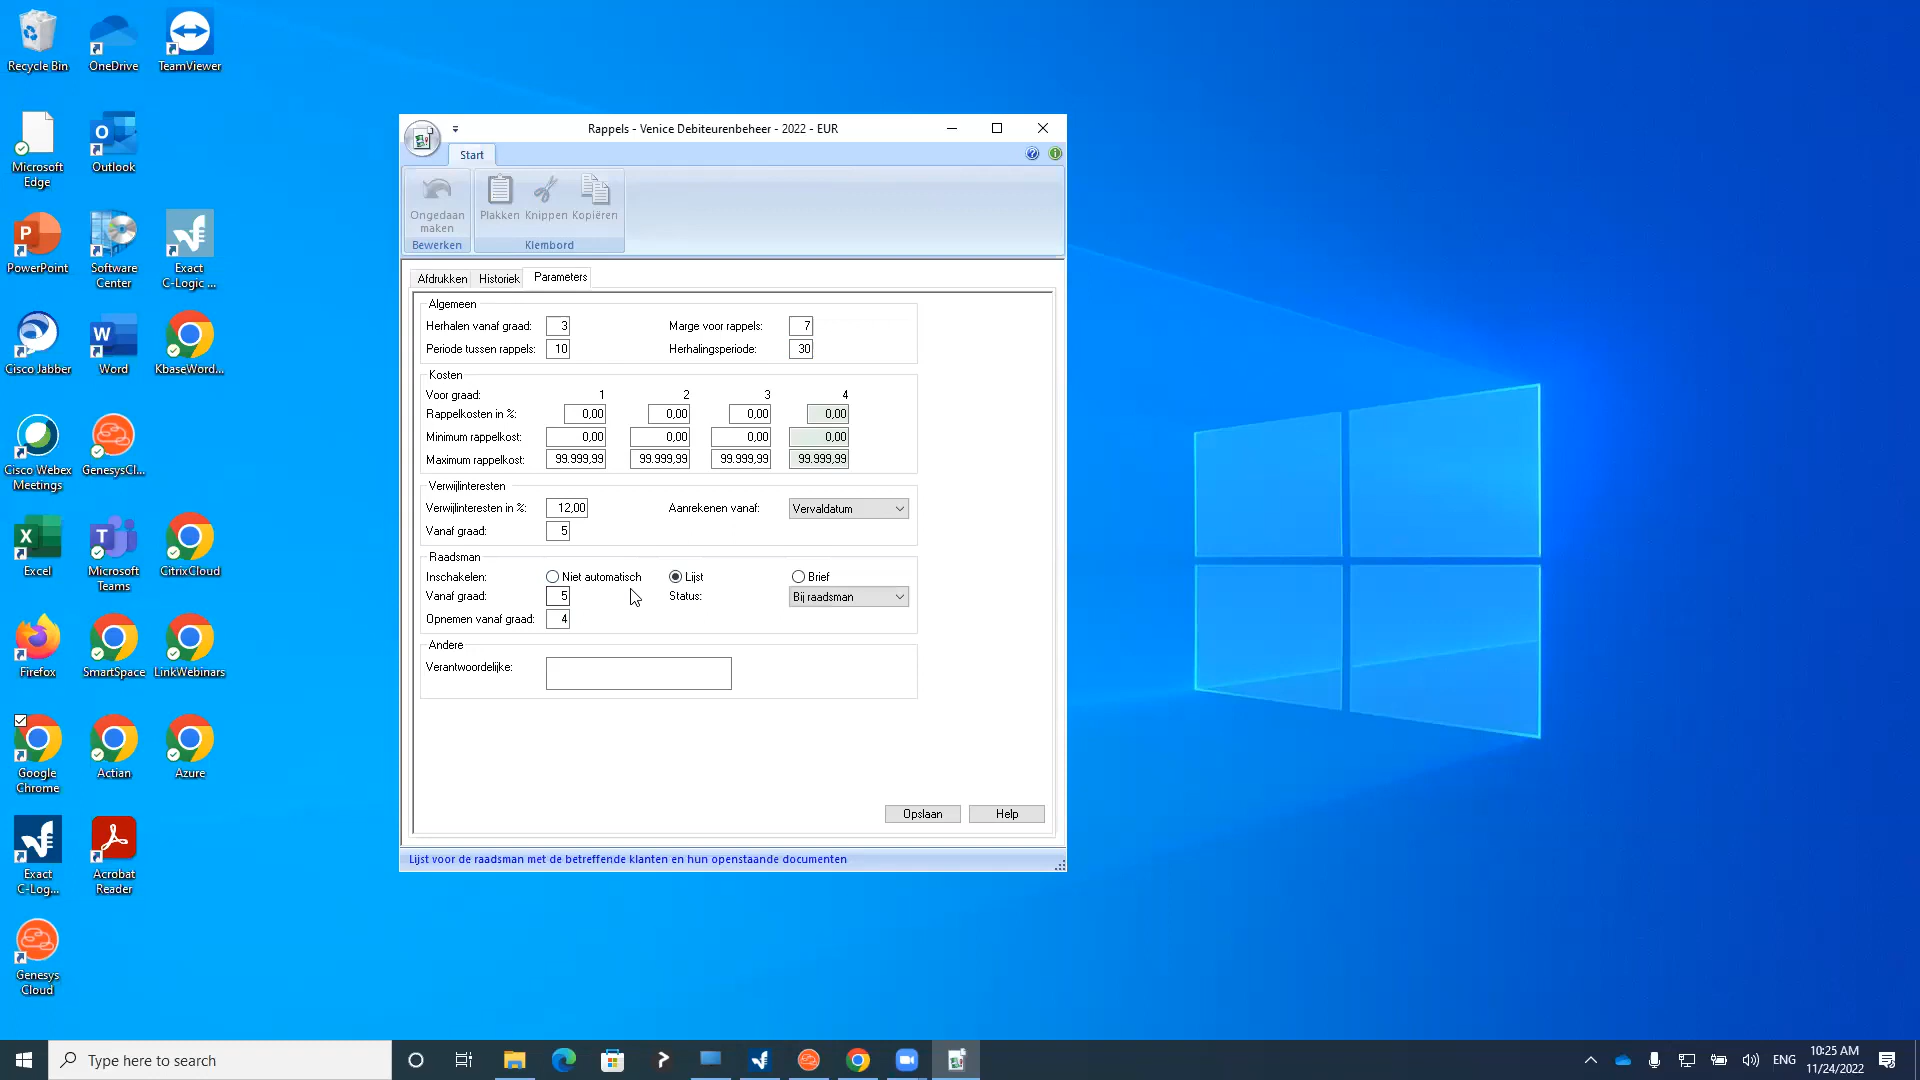 Recycle Bin
OneDrive
TeamViewer
Microsoft
Edge
Outlook
PowerPoint
Software
Center
Exact
C-Logic ...
Cisco Jabber
Word
KbaseWord...
Cisco Webex
Meetings
GenesysCl...
Excel
Microsoft
Teams
CitrixCloud
Firefox
SmartSpace
LinkWebinars
Google
Chrome
Actian
Azure
Exact
C-Log...
Acrobat
Reader
Genesys
Cloud
Rappels - Venice Debiteurenbeheer - 2022 - EUR
Start
Ongedaan
maken
Plakken Knippen Kopiëren
Bewerken Klembord
Afdrukken Historiek Parameters
Algemeen
Herhalen vanaf graad: 3 Marge voor rappels: 7
Periode tussen rappels: 10 Herhalingsperiode: 30
Kosten
Voor graad: 1 2 3 4
Rappelkosten in %: 0,00 0,00 0,00 0,00
Minimum rappelkost: 0,00 0,00 0,00 0,00
Maximum rappelkost: 99.999,99 99.999,99 99.999,99 99.999,99
Verwijlinteresten
Verwijlinteresten in %: 12,00 Aanrekenen vanaf: Vervaldatum
Vanaf graad: 5
Raadsman
Inschakelen: Niet automatisch Lijst Brief
Vanaf graad: 5 Status: Bij raadsman
Opnemen vanaf graad: 4
Andere
Verantwoordelijke:
Opslaan Help
Lijst voor de raadsman met de betreffende klanten en hun openstaande documenten
Type here to search
ENG
10:25 AM
11/24/2022